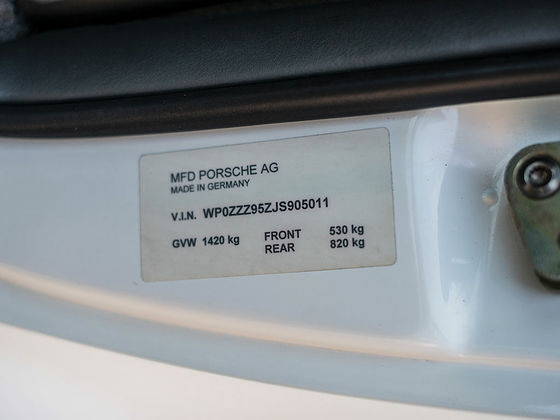 MFD PORSCHE AG
MADE IN GERMANY
V.I.N. WP0ZZZ95ZJS905011
GVW 1420 kg FRONT 530 kg
REAR 820 kg